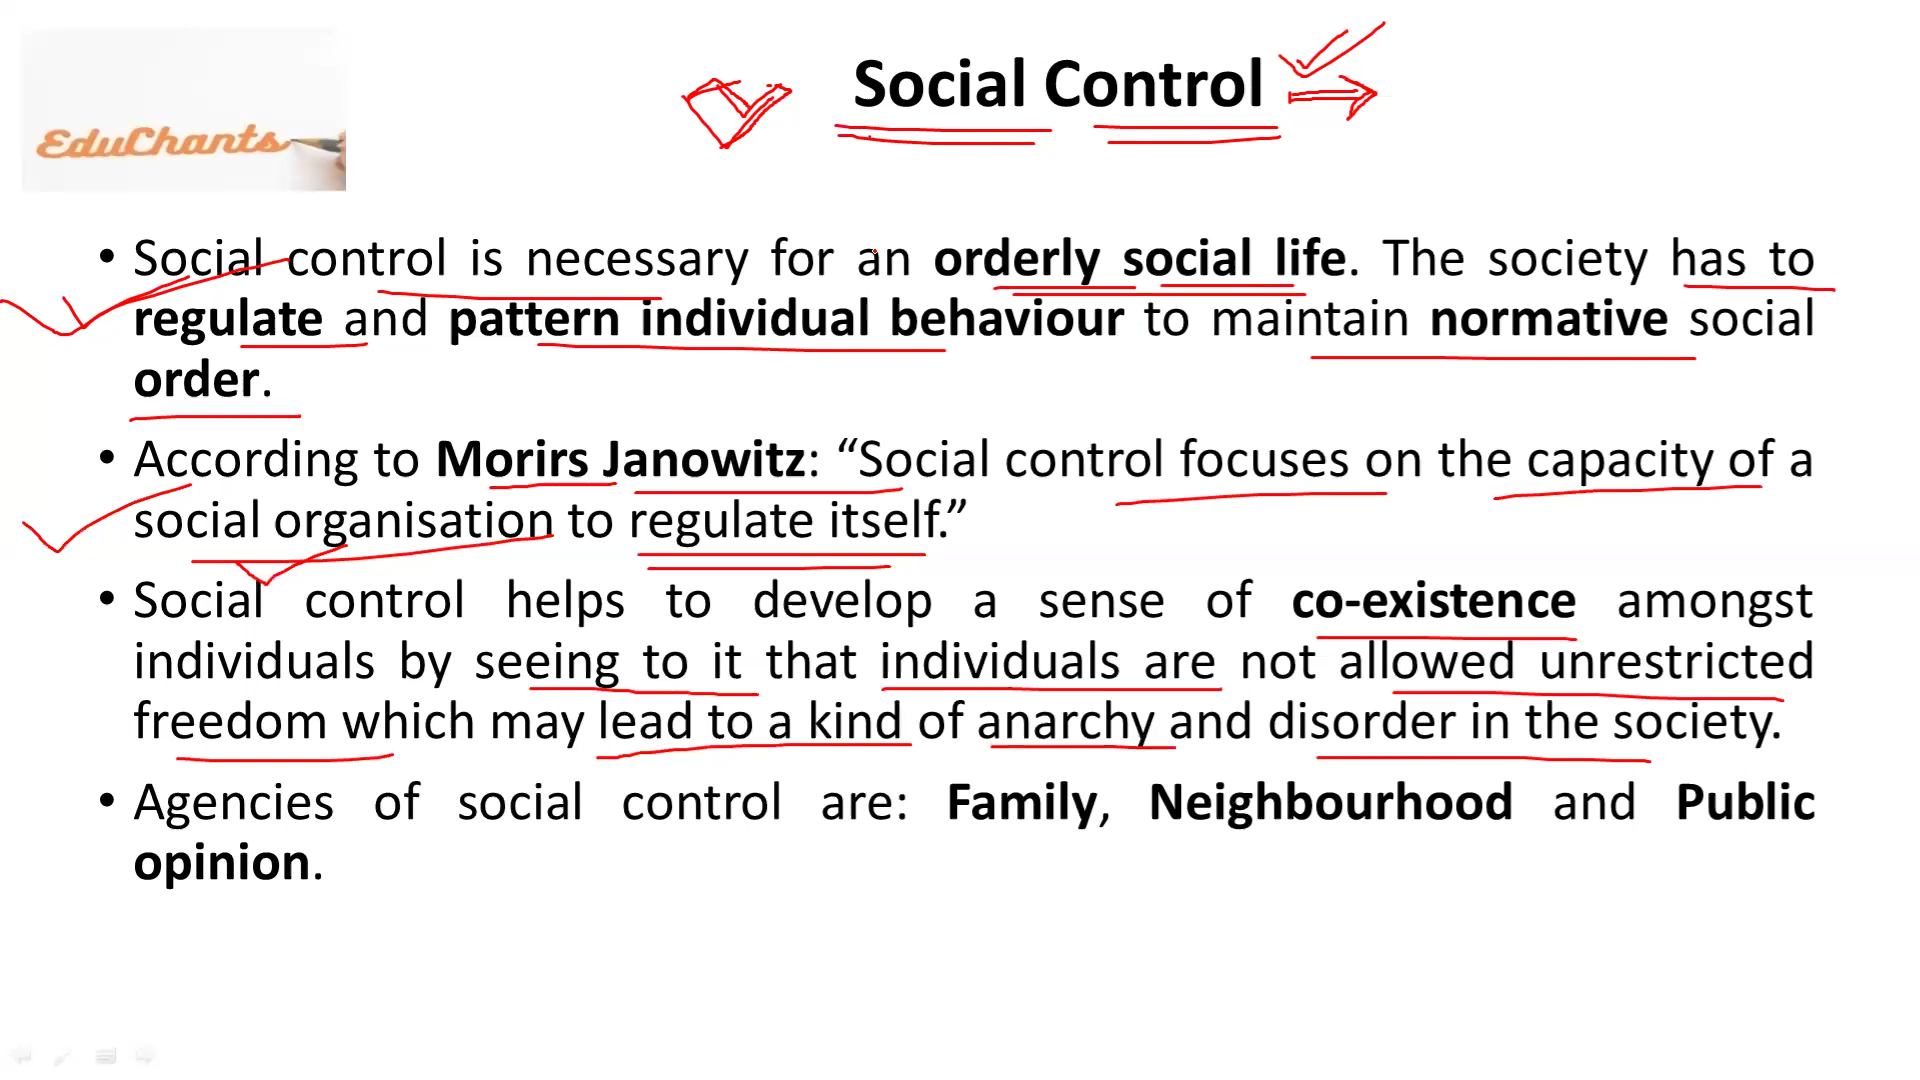 EduChants
Social Control
• Social control is necessary for an orderly social life. The society has to
regulate and pattern individual behaviour to maintain normative social
order.
• According to Morirs Janowitz: “Social control focuses on the capacity of a
social organisation to regulate itself.”
• Social control helps to develop a sense of co-existence amongst
individuals by seeing to it that individuals are not allowed unrestricted
freedom which may lead to a kind of anarchy and disorder in the society.
• Agencies of social control are: Family, Neighbourhood and Public
opinion.